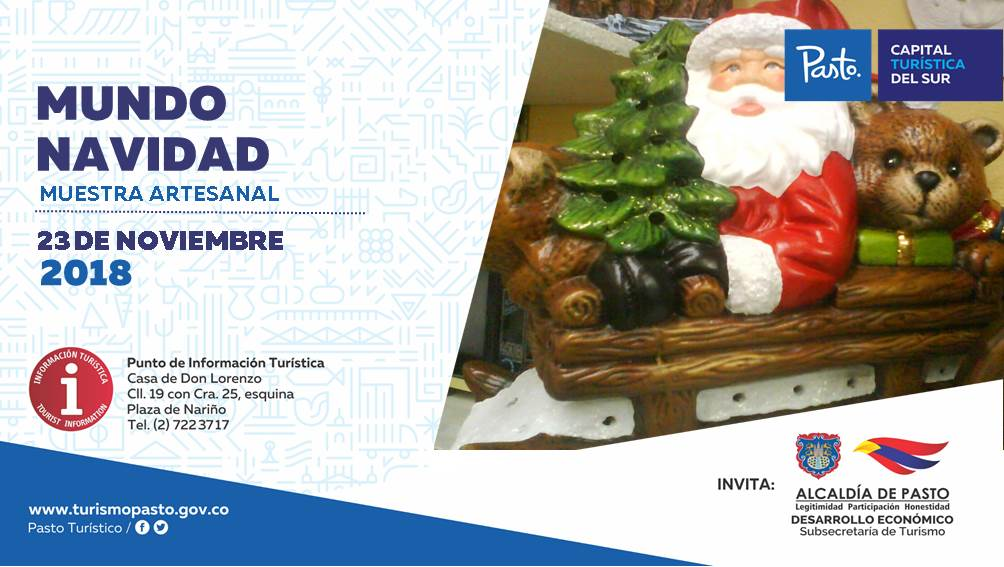 MUNDO
NAVIDAD
MUESTRA ARTESANAL
23 DE NOVIEMBRE
2018
Pasto.
CAPITAL
TURÍSTICA
DEL SUR
INFORMACIÓN TURÍSTICA
i
TOURIST INFORMATION
Punto de Información Turística
Casa de Don Lorenzo
Cll. 19 con Cra. 25, esquina
Plaza de Nariño
Tel. (2) 7223717
www.turismopasto.gov.co
Pasto Turístico /
INVITA:
ALCALDÍA DE PASTO
Legitimidad Participación Honestidad
DESARROLLO ECONÓMICO
Subsecretaría de Turismo